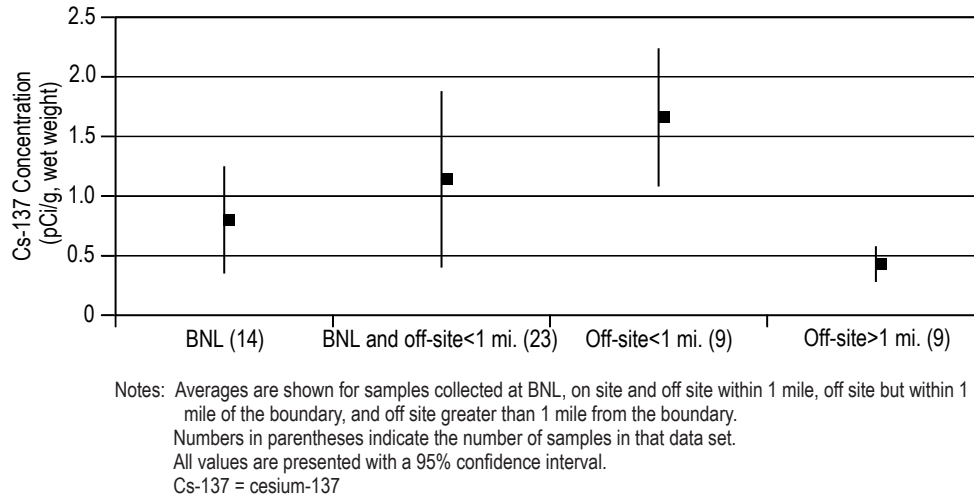 2.5
2.0
1.5
1.0
0.5
0
Cs-137 Concentration
(pCi/g, wet weight)
BNL (14) BNL and off-site<1 mi. (23) Off-site<1 mi. (9) Off-site>1 mi. (9)
Notes: Averages are shown for samples collected at BNL, on site and off site within 1 mile, off site but within 1
mile of the boundary, and off site greater than 1 mile from the boundary.
Numbers in parentheses indicate the number of samples in that data set.
All values are presented with a 95% confidence interval.
Cs-137 = cesium-137